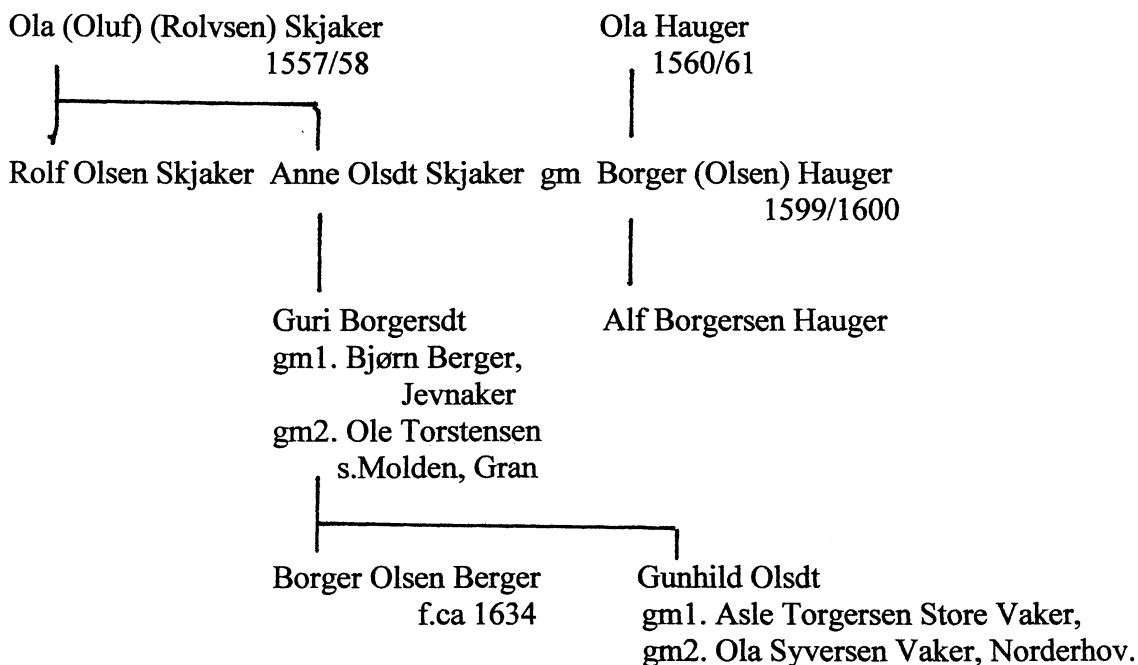 Ola (Oluf) (Rolvsen) Skjaker Ola Hauger
1557/58 1560/61
Rolf Olsen Skjaker Anne Olsdt Skjaker gm Borger (Olsen) Hauger
1599/1600
Guri Borgersdt Alf Borgersen Hauger
gm1. Bjørn Berger,
Jevnaker
gm2. Ole Torstensen
s.Molden, Gran
Borger Olsen Berger Gunhild Olsdt
f.ca 1634 gm1. Asle Torgersen Store Vaker,
gm2. Ola Syversen Vaker, Norderhov.